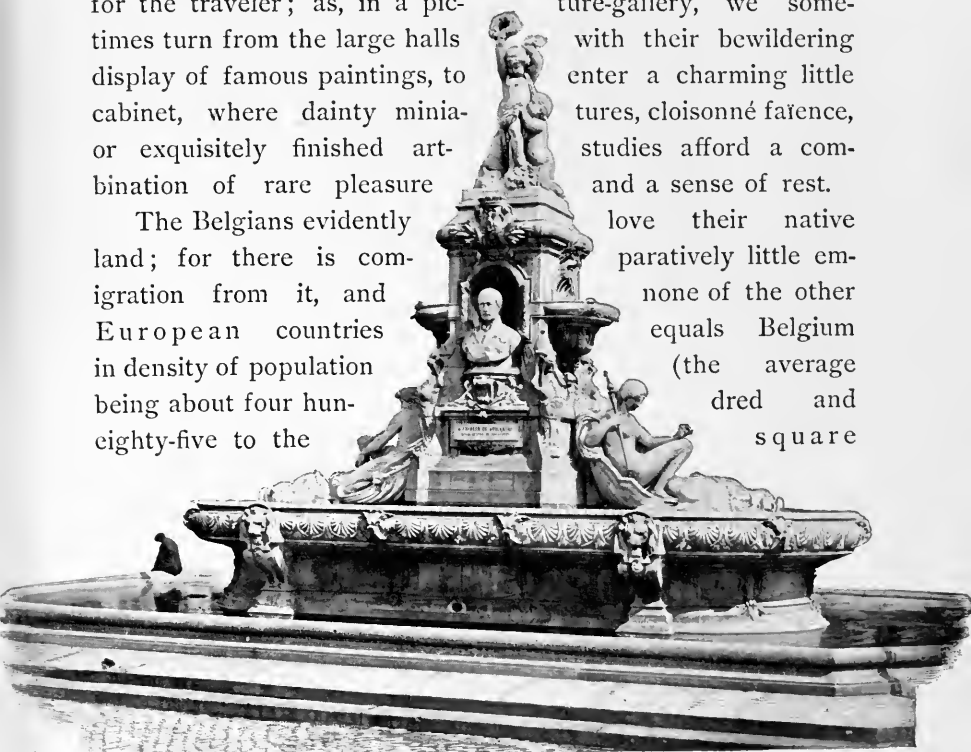 for the traveler; as, in a pic- ture-gallery, we some-
times turn from the large halls with their bewildering
display of famous paintings, to enter a charming little
cabinet, where dainty minia- tures, cloisonné faïence,
or exquisitely finished art- studies afford a com-
bination of rare pleasure and a sense of rest.
The Belgians evidently love their native
land; for there is com- paratively little em-
igration from it, and none of the other
European countries equals Belgium
in density of population (the average
being about four hun- dred and
eighty-five to the square